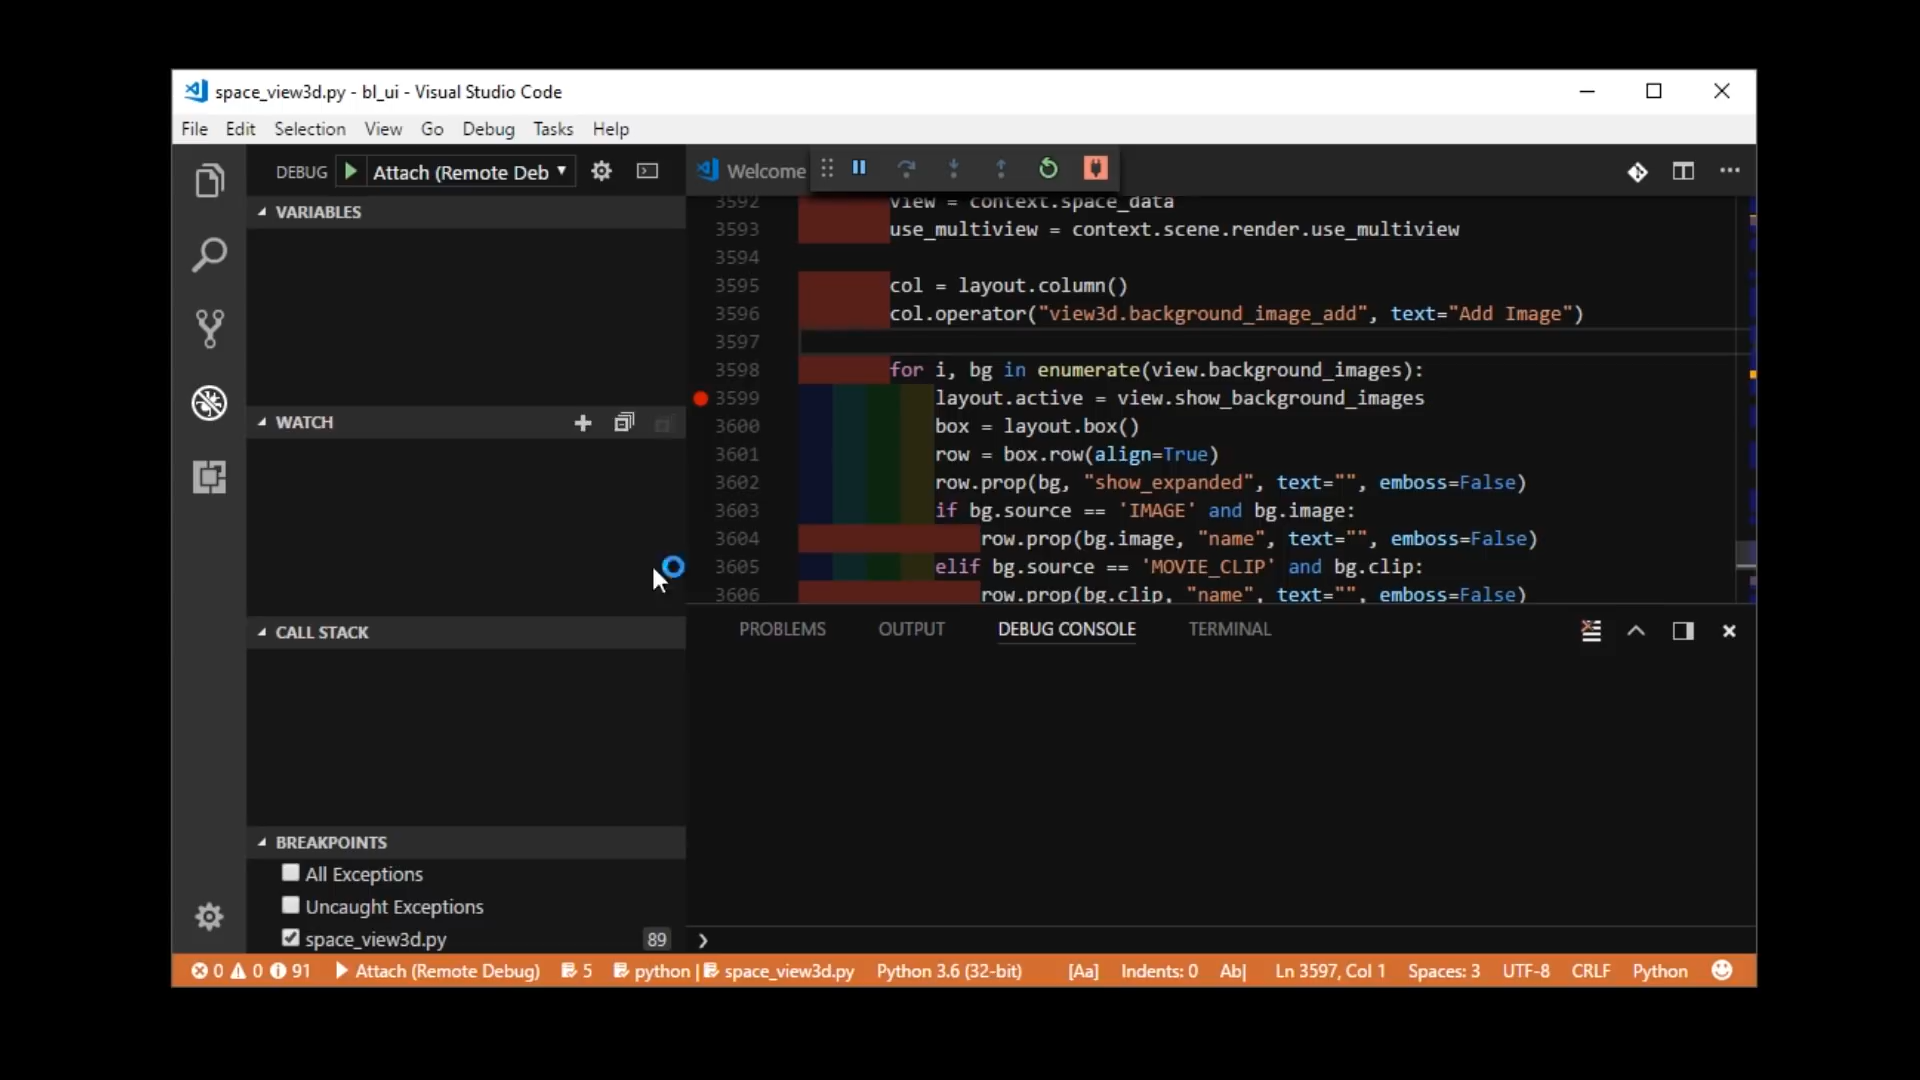 space_view3d.py - bl_ui - Visual Studio Code
File Edit Selection View Go Debug Tasks Help
DEBUG Attach (Remote Deb
Welcome
VARIABLES
WATCH
CALL STACK
BREAKPOINTS
All Exceptions
Uncaught Exceptions
space_view3d.py 89
3592 view = context.space_data
3593 use_multiview = context.scene.render.use_multiview
3594
3595 col = layout.column()
3596 col.operator("view3d.background_image_add", text="Add Image")
3597
3598 for i, bg in enumerate(view.background_images):
3599 layout.active = view.show_background_images
3600 box = layout.box()
3601 row = box.row(align=True)
3602 row.prop(bg, "show_expanded", text="", emboss=False)
3603 if bg.source == 'IMAGE' and bg.image:
3604 row.prop(bg.image, "name", text="", emboss=False)
3605 elif bg.source == 'MOVIE_CLIP' and bg.clip:
3606 row.prop(bg.clip, "name", text="", emboss=False)
PROBLEMS OUTPUT DEBUG CONSOLE TERMINAL
0 0 91 Attach (Remote Debug) 5 python | space_view3d.py Python 3.6 (32-bit) [Aa] Indents: 0 Ab| Ln 3597, Col 1 Spaces: 3 UTF-8 CRLF Python